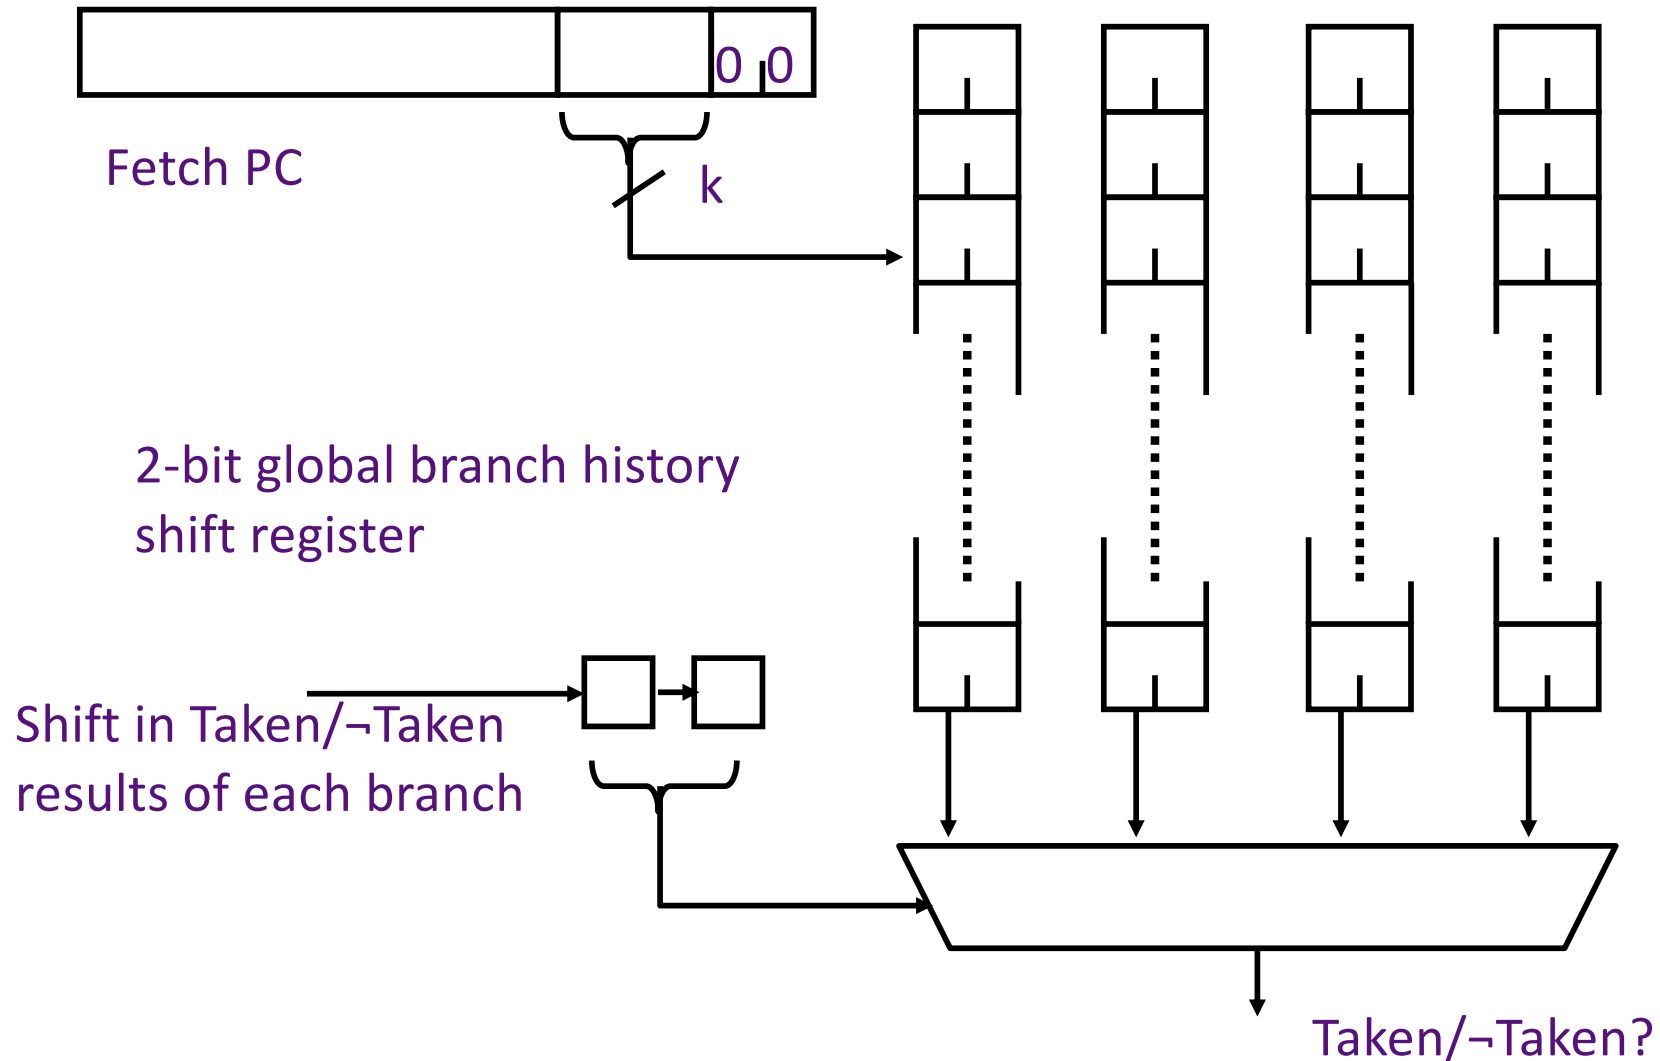 0 0
Fetch PC
k
2-bit global branch history
shift register
Shift in Taken/¬Taken
results of each branch
Taken/¬Taken?